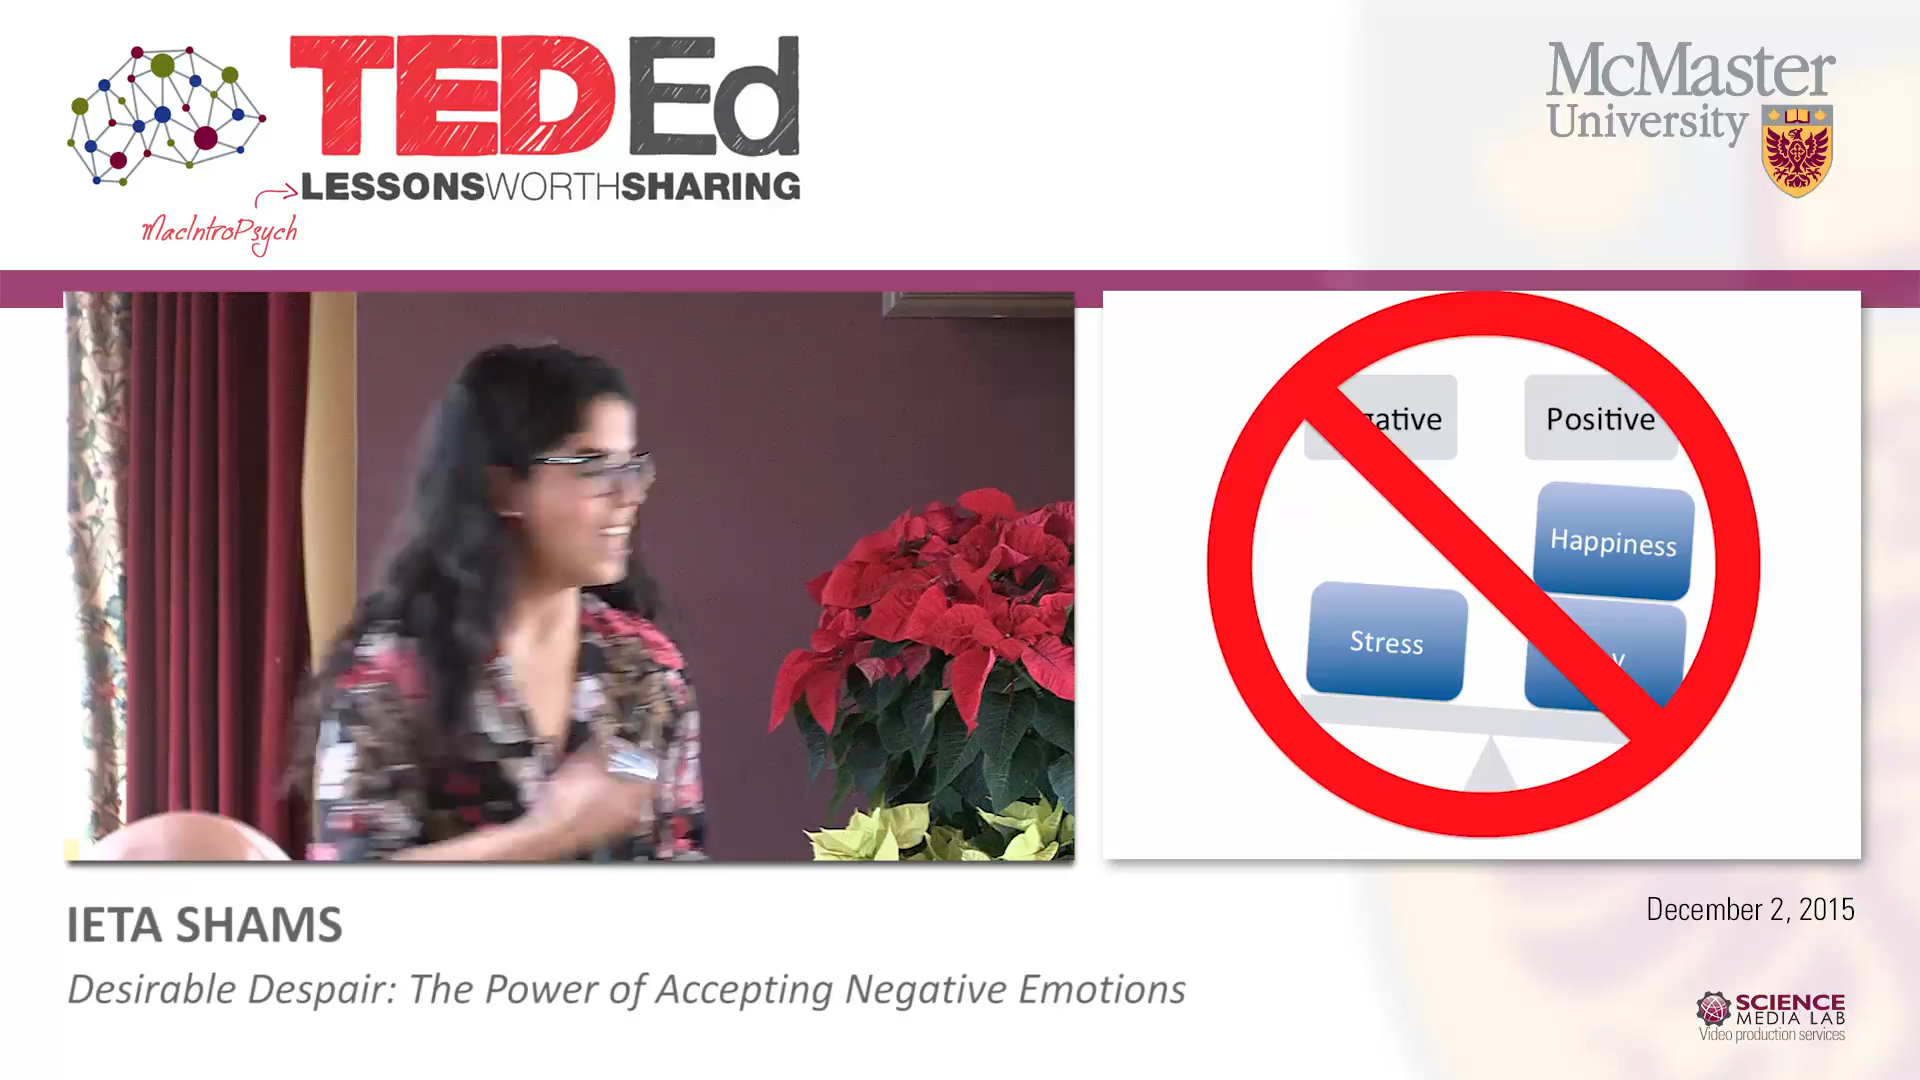 TED Ed
LESSONSWORTHSHARING
MacIntroPsych
McMaster
University
Positive
Happiness
Stress
IETA SHAMS
Desirable Despair: The Power of Accepting Negative Emotions
December 2, 2015
SCIENCE
MEDIA LAB
Video production services